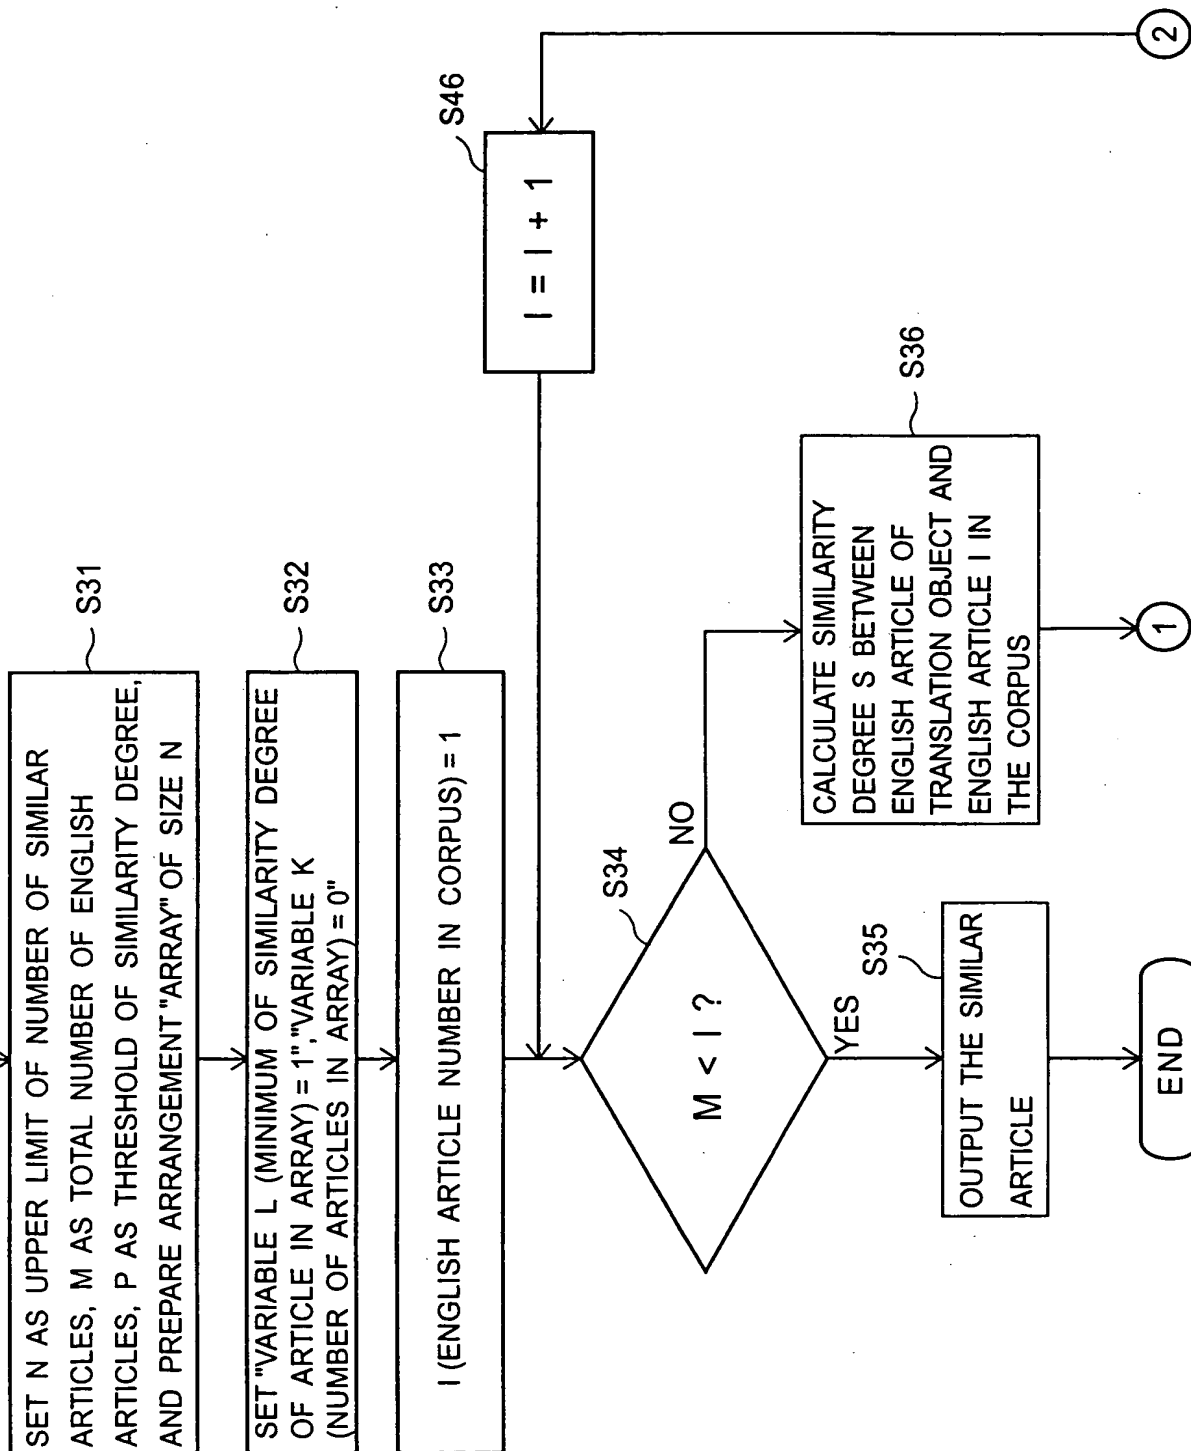 SET N AS UPPER LIMIT OF NUMBER OF SIMILAR
ARTICLES, M AS TOTAL NUMBER OF ENGLISH
ARTICLES, P AS THRESHOLD OF SIMILARITY DEGREE,
AND PREPARE ARRANGEMENT "ARRAY" OF SIZE N
S31
SET "VARIABLE L (MINIMUM OF SIMILARITY DEGREE
OF ARTICLE IN ARRAY) = 1","VARIABLE K
(NUMBER OF ARTICLES IN ARRAY) = 0"
S32
I (ENGLISH ARTICLE NUMBER IN CORPUS) = 1
S33
I = I + 1
S46
2
M < I ?
S34
NO
YES
CALCULATE SIMILARITY
DEGREE S BETWEEN
ENGLISH ARTICLE OF
TRANSLATION OBJECT AND
ENGLISH ARTICLE I IN
THE CORPUS
S36
1
OUTPUT THE SIMILAR
ARTICLE
S35
END